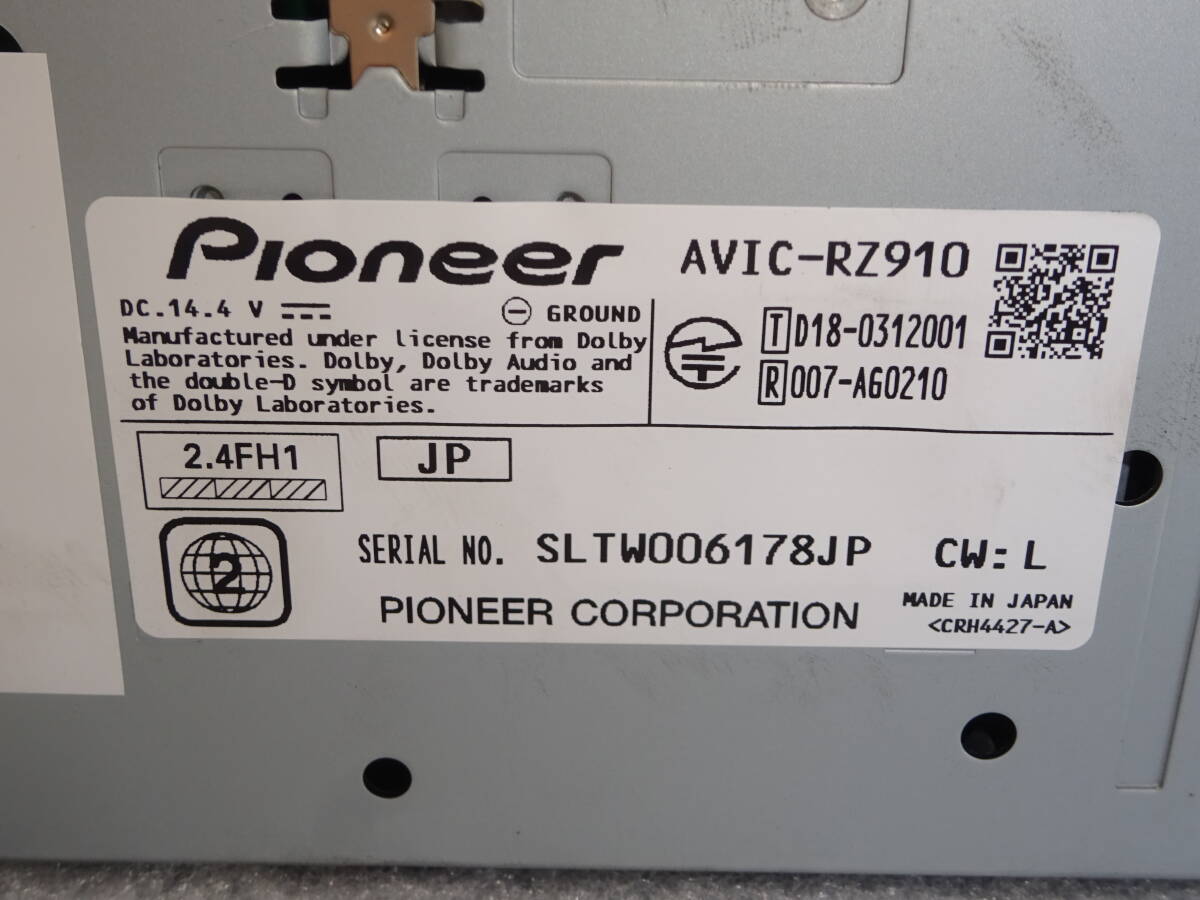 Pioneer
AVIC-RZ910
DC.14.4 V
GROUND
Manufactured under license from Dolby
Laboratories. Dolby, Dolby Audio and
the double-D symbol are trademarks
of Dolby Laboratories.
T D18-0312001
R 007-AG0210
2.4FH1
JP
2
SERIAL NO. SLTW006178JP
CW: L
PIONEER CORPORATION
MADE IN JAPAN
<CRH4427-A>